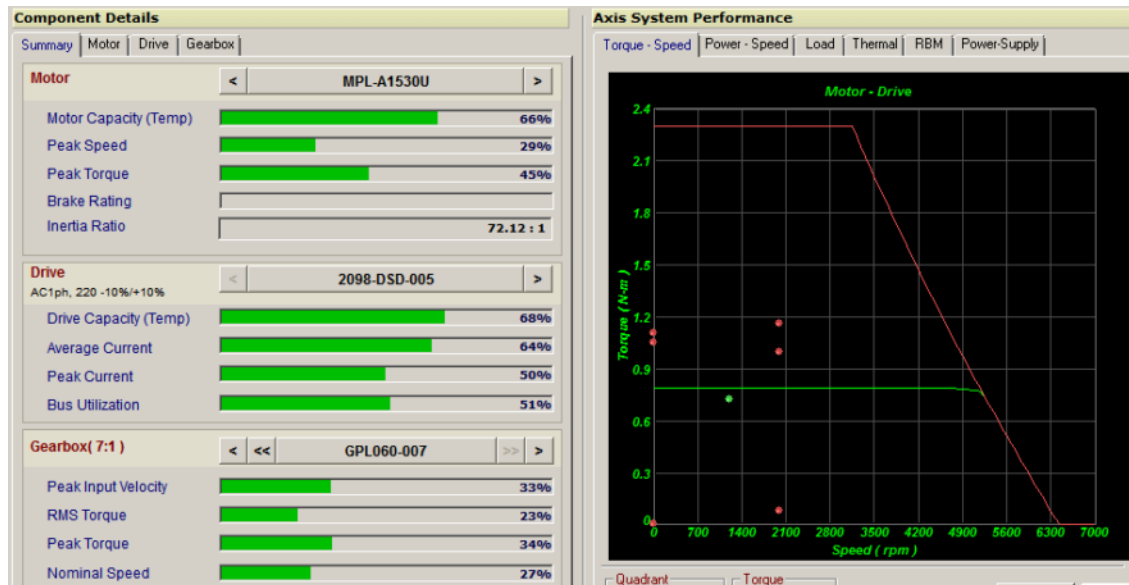 Component Details
Summary Motor Drive Gearbox
Motor
< MPL-A1530U >
Motor Capacity (Temp) 66%
Peak Speed 29%
Peak Torque 45%
Brake Rating
Inertia Ratio 72.12 : 1
Drive
AC1ph, 220 -10%/+10%
< 2098-DSD-005 >
Drive Capacity (Temp) 68%
Average Current 64%
Peak Current 50%
Bus Utilization 51%
Gearbox( 7:1 )
< << GPL060-007 >> >
Peak Input Velocity 33%
RMS Torque 23%
Peak Torque 34%
Nominal Speed 27%
Axis System Performance
Torque - Speed Power - Speed Load Thermal RBM Power-Supply
Motor - Drive
Torque ( N-m )
2.4
2.1
1.8
1.5
1.2
0.9
0.6
0.3
0
0 700 1400 2100 2800 3500 4200 4900 5600 6300 7000
Speed ( rpm )
Quadrant Torque